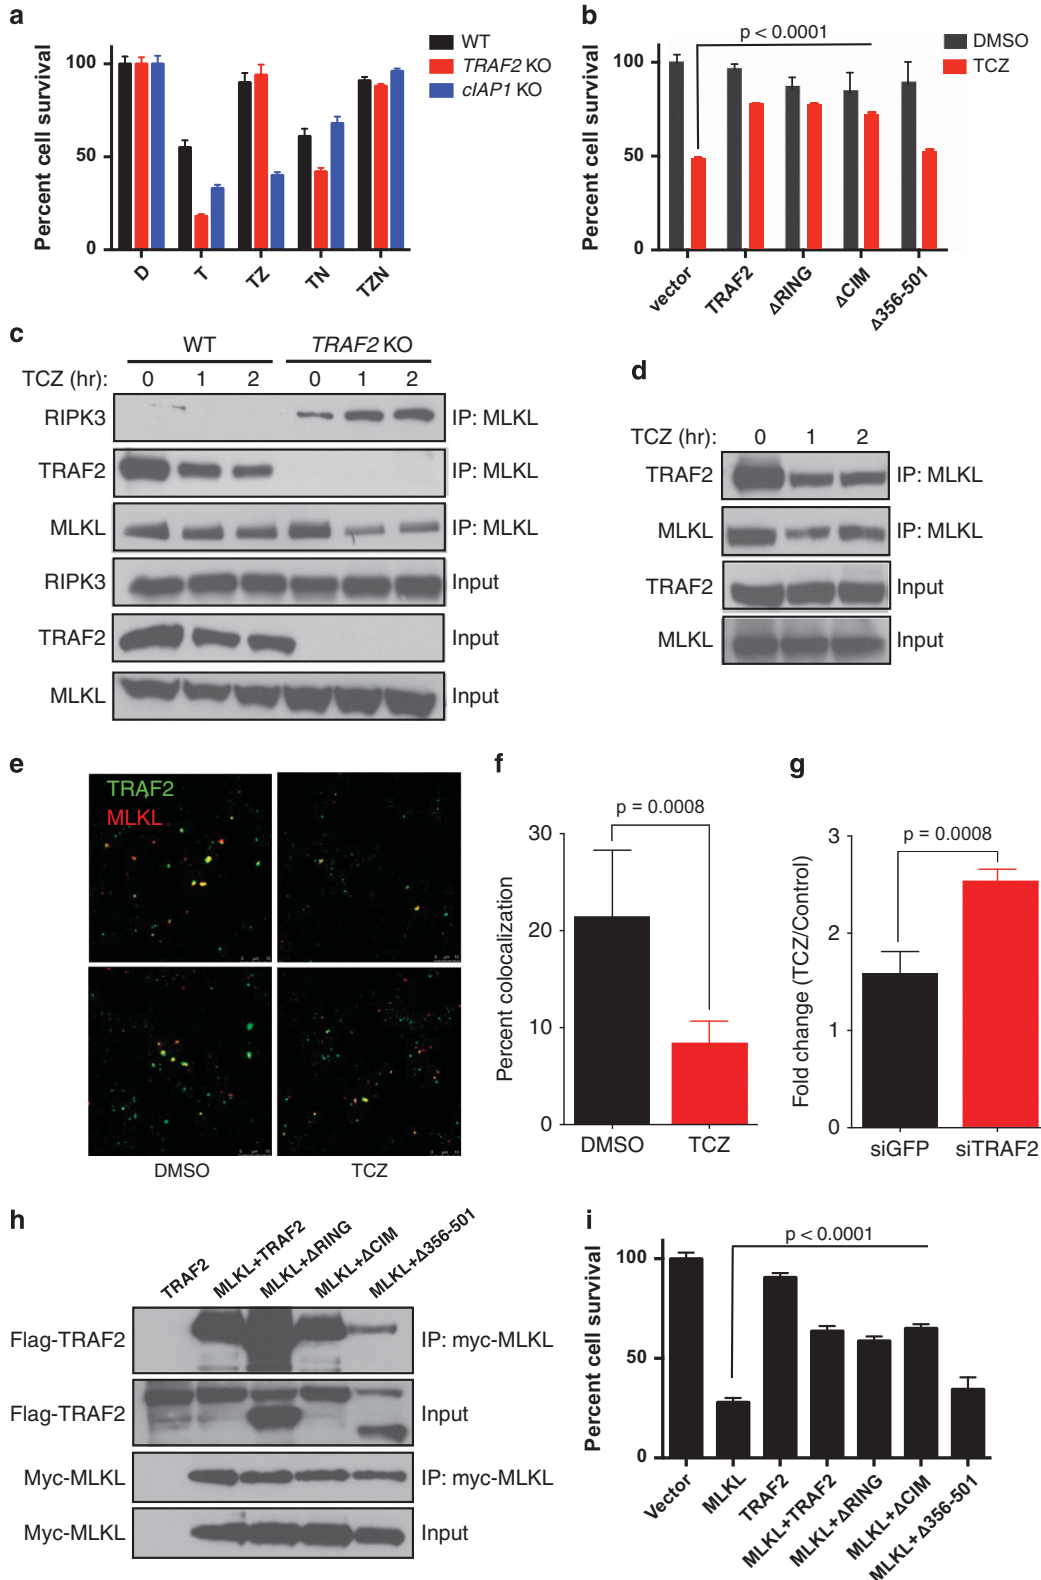 a
Percent cell survival
100
50
0
D
T
TZ
TN
TZN
WT
TRAF2 KO
cIAP1 KO
b
Percent cell survival
100
50
0
p < 0.0001
vector
TRAF2
ΔRING
ΔCIM
Δ356-501
DMSO
TCZ
c
WT
TRAF2 KO
TCZ (hr): 0 1 2 0 1 2
RIPK3 IP: MLKL
TRAF2 IP: MLKL
MLKL IP: MLKL
RIPK3 Input
TRAF2 Input
MLKL Input
d
TCZ (hr): 0 1 2
TRAF2 IP: MLKL
MLKL IP: MLKL
TRAF2 Input
MLKL Input
e
TRAF2
MLKL
DMSO
TCZ
f
Percent colocalization
30
20
10
0
p = 0.0008
DMSO
TCZ
g
Fold change (TCZ/Control)
3
2
1
0
p = 0.0008
siGFP
siTRAF2
h
TRAF2
MLKL+TRAF2
MLKL+ΔRING
MLKL+ΔCIM
MLKL+Δ356-501
Flag-TRAF2 IP: myc-MLKL
Flag-TRAF2 Input
Myc-MLKL IP: myc-MLKL
Myc-MLKL Input
i
Percent cell survival
100
50
0
p < 0.0001
Vector
MLKL
TRAF2
MLKL+TRAF2
MLKL+ΔRING
MLKL+ΔCIM
MLKL+Δ356-501